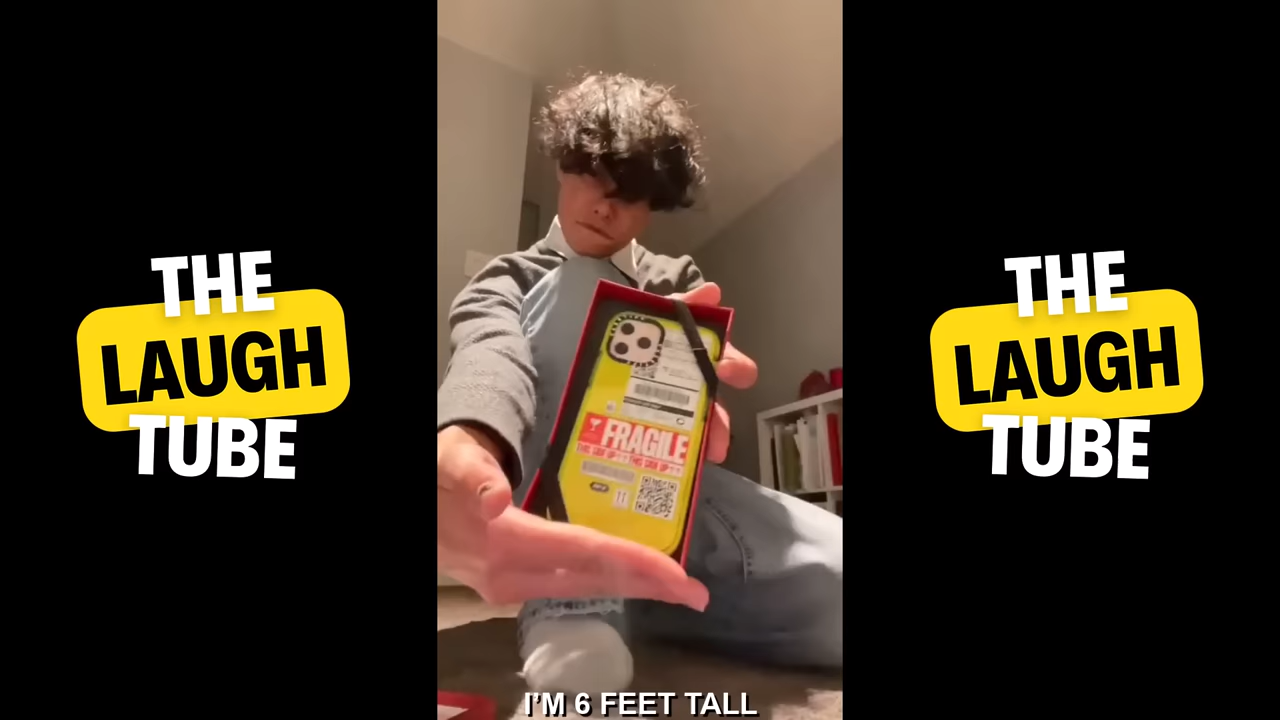 THE
LAUGH
TUBE
FRAGILE
I'M 6 FEET TALL
THE
LAUGH
TUBE